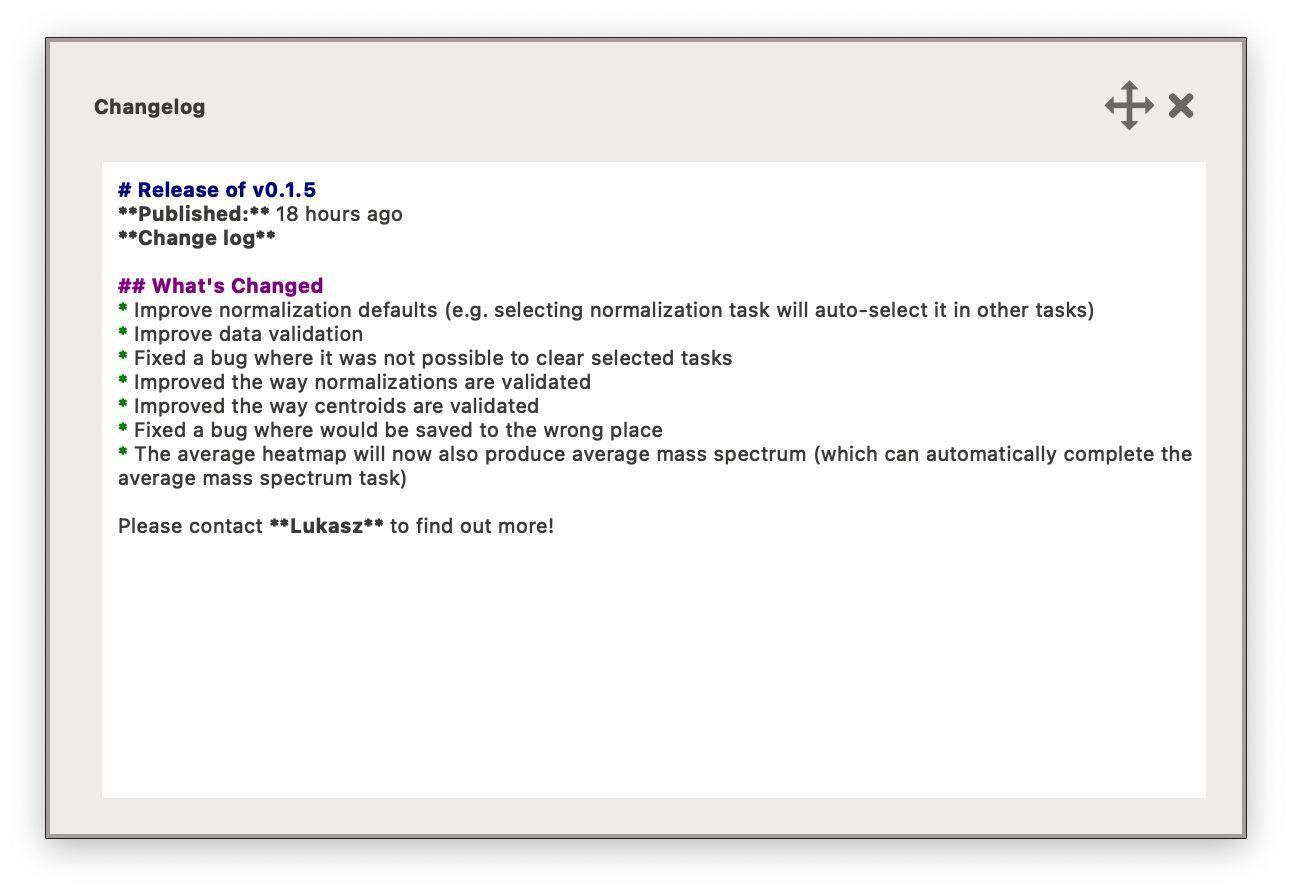 Changelog
# Release of v0.1.5
**Published:** 18 hours ago
**Change log**
## What's Changed
* Improve normalization defaults (e.g. selecting normalization task will auto-select it in other tasks)
* Improve data validation
* Fixed a bug where it was not possible to clear selected tasks
* Improved the way normalizations are validated
* Improved the way centroids are validated
* Fixed a bug where would be saved to the wrong place
* The average heatmap will now also produce average mass spectrum (which can automatically complete the
average mass spectrum task)
Please contact **Lukasz** to find out more!